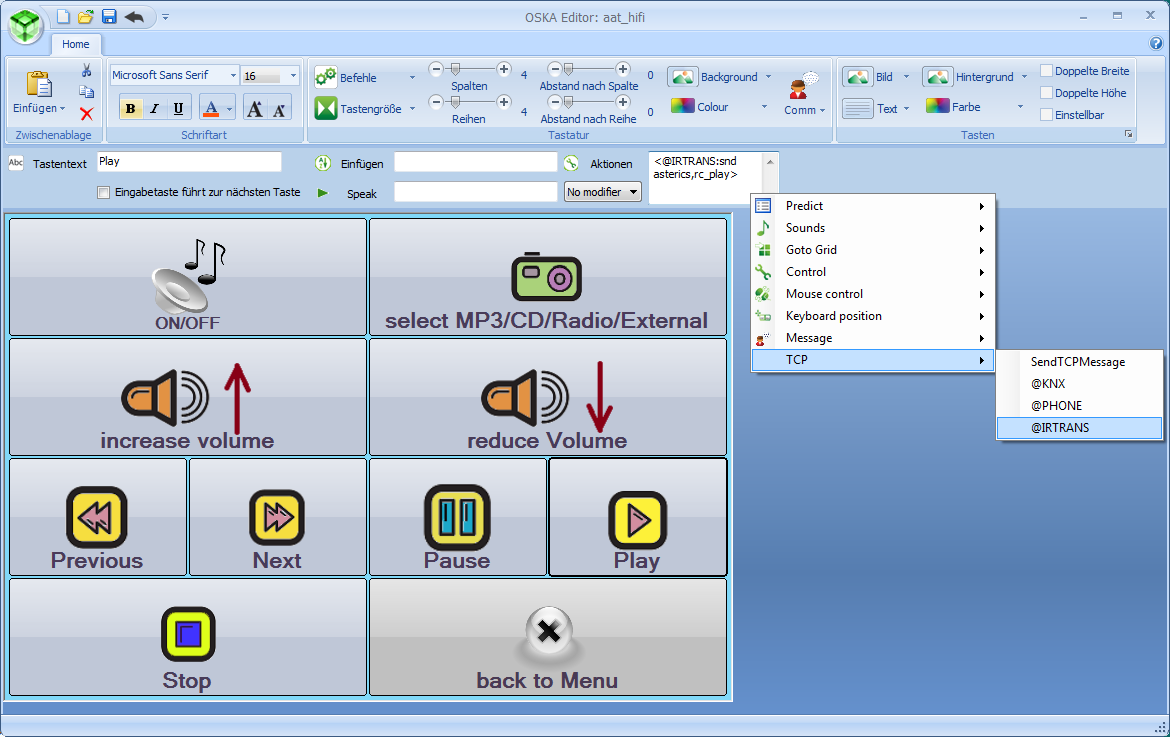 OSKA Editor: aat_hifi
Home
Einfügen
Zwischenablage
Microsoft Sans Serif
16
B I U A A A
Schriftart
Befehle
Tastengröße
Spalten
4
Reihen
4
Abstand nach Spalte
0
Abstand nach Reihe
0
Background
Colour
Comm
Tastatur
Bild
Text
Hintergrund
Farbe
Doppelte Breite
Doppelte Höhe
Einstellbar
Tasten
Abc
Tastentext
Play
Eingabetaste führt zur nächsten Taste
Einfügen
Speak
Aktionen
No modifier
<@IRTRANS:snd
asterics,rc_play>
Predict
Sounds
Goto Grid
Control
Mouse control
Keyboard position
Message
TCP
SendTCPMessage
@KNX
@PHONE
@IRTRANS
ON/OFF
select MP3/CD/Radio/External
increase volume
reduce Volume
Previous
Next
Pause
Play
Stop
back to Menu